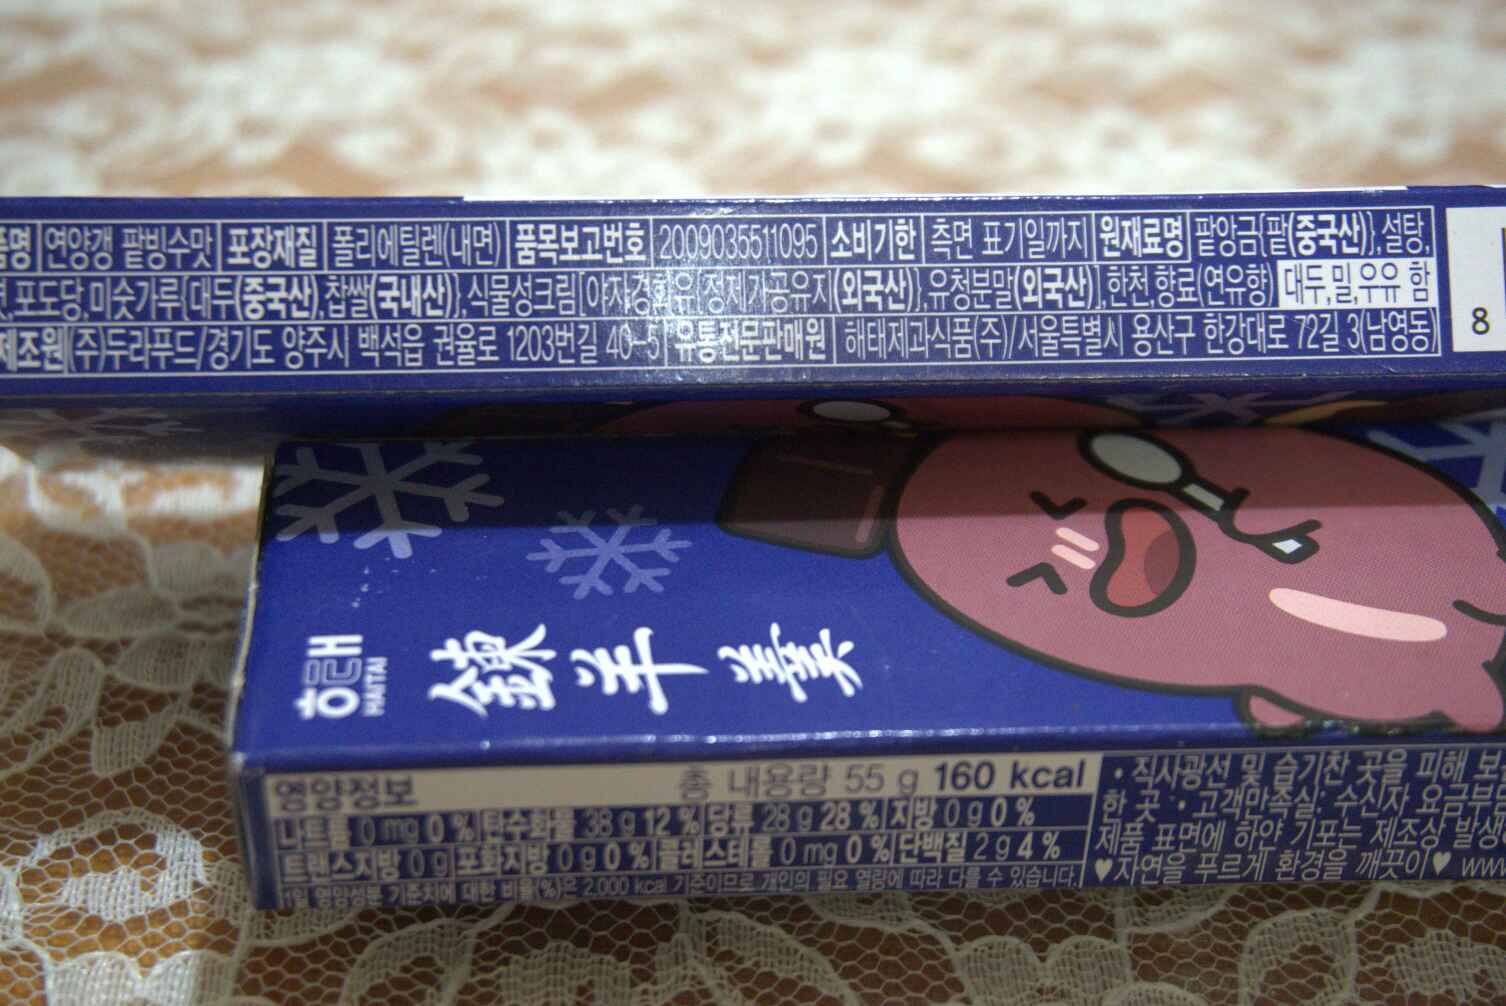 품명 연양갱 팥빙수맛 포장재질 폴리에틸렌(내면) 품목보고번호 2009035511095 소비기한 측면 표기일까지 원재료명 팥앙금{팥(중국산)},설탕,
포도당,미숫가루{대두(중국산),찹쌀(국내산)},식물성크림[야자경화유,정제가공유지(외국산)},유청분말(외국산),한천,향료(연유향) 대두,밀,우유 함
제조원 (주)두라푸드/경기도 양주시 백석읍 권율로 1203번길 40-5 유통전문판매원 해태제과식품(주)/서울특별시 용산구 한강대로 72길 3(남영동)
8
해태
HAITAI
錬羊羹
영양정보 총 내용량 55 g 160 kcal
나트륨 0 mg 0 % 탄수화물 38 g 12 % 당류 28 g 28 % 지방 0 g 0 %
트랜스지방 0 g 포화지방 0 g 0 % 콜레스테롤 0 mg 0 % 단백질 2 g 4 %
1일 영양성분 기준치에 대한 비율(%)은 2,000 kcal 기준이므로 개인의 필요 열량에 따라 다를 수 있습니다.
• 직사광선 및 습기찬 곳을 피해
한 곳 • 고객만족실: 수신자 요금부담
제품 표면에 하얀 기포는 제조상 발생
♥자연을 푸르게 환경을 깨끗이♥ www